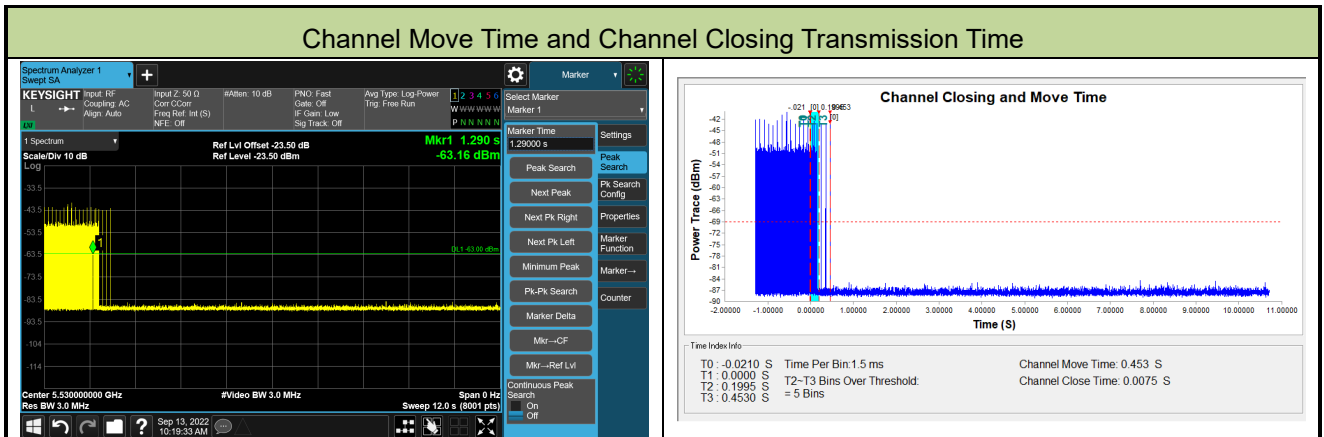 Channel Move Time and Channel Closing Transmission Time
Spectrum Analyzer 1
Swept SA
Marker
KEYSIGHT
L
Input: RF
Coupling: AC
Align: Auto
Input Z: 50 Ω
Corr CCorr
Freq Ref: Int (S)
NFE: Off
#Atten: 10 dB
PNO: Fast
Gate: Off
IF Gain: Low
Sig Track: Off
Avg Type: Log-Power
Trig: Free Run
1 2 3 4 5 6
W W W W W W
P N N N N N
Select Marker
Marker 1
1 Spectrum
Scale/Div 10 dB
Log
Ref Lvl Offset -23.50 dB
Ref Level -23.50 dBm
Mkr1 1.290 s
-63.16 dBm
Marker Time
1.29000 s
Peak Search
Next Peak
Next Pk Right
Next Pk Left
Minimum Peak
Pk-Pk Search
Marker Delta
Mkr→CF
Mkr→Ref Lvl
Continuous Peak
Search
On
Off
Settings
Peak
Search
Pk Search
Config
Properties
Marker
Function
Marker→
Counter
-33.5
-43.5
-53.5
-63.5
-73.5
-83.5
-93.5
-104
-114
1
DL1 -63.00 dBm
Center 5.530000000 GHz
Res BW 3.0 MHz
#Video BW 3.0 MHz
Span 0 Hz
Sweep 12.0 s (8001 pts)
Sep 13, 2022
10:19:33 AM
Channel Closing and Move Time
-.021
[0]
[0]
T0
T3
Power Trace (dBm)
-42
-45
-48
-51
-54
-57
-60
-63
-66
-69
-72
-75
-78
-81
-84
-87
-90
-2.00000 -1.00000 0.00000 1.00000 2.00000 3.00000 4.00000 5.00000 6.00000 7.00000 8.00000 9.00000 10.00000 11.00000
Time (S)
Time Index Info
T0 : -0.0210 S
T1 : 0.0000 S
T2 : 0.1995 S
T3 : 0.4530 S
Time Per Bin:1.5 ms
T2~T3 Bins Over Threshold:
= 5 Bins
Channel Move Time: 0.453 S
Channel Close Time: 0.0075 S